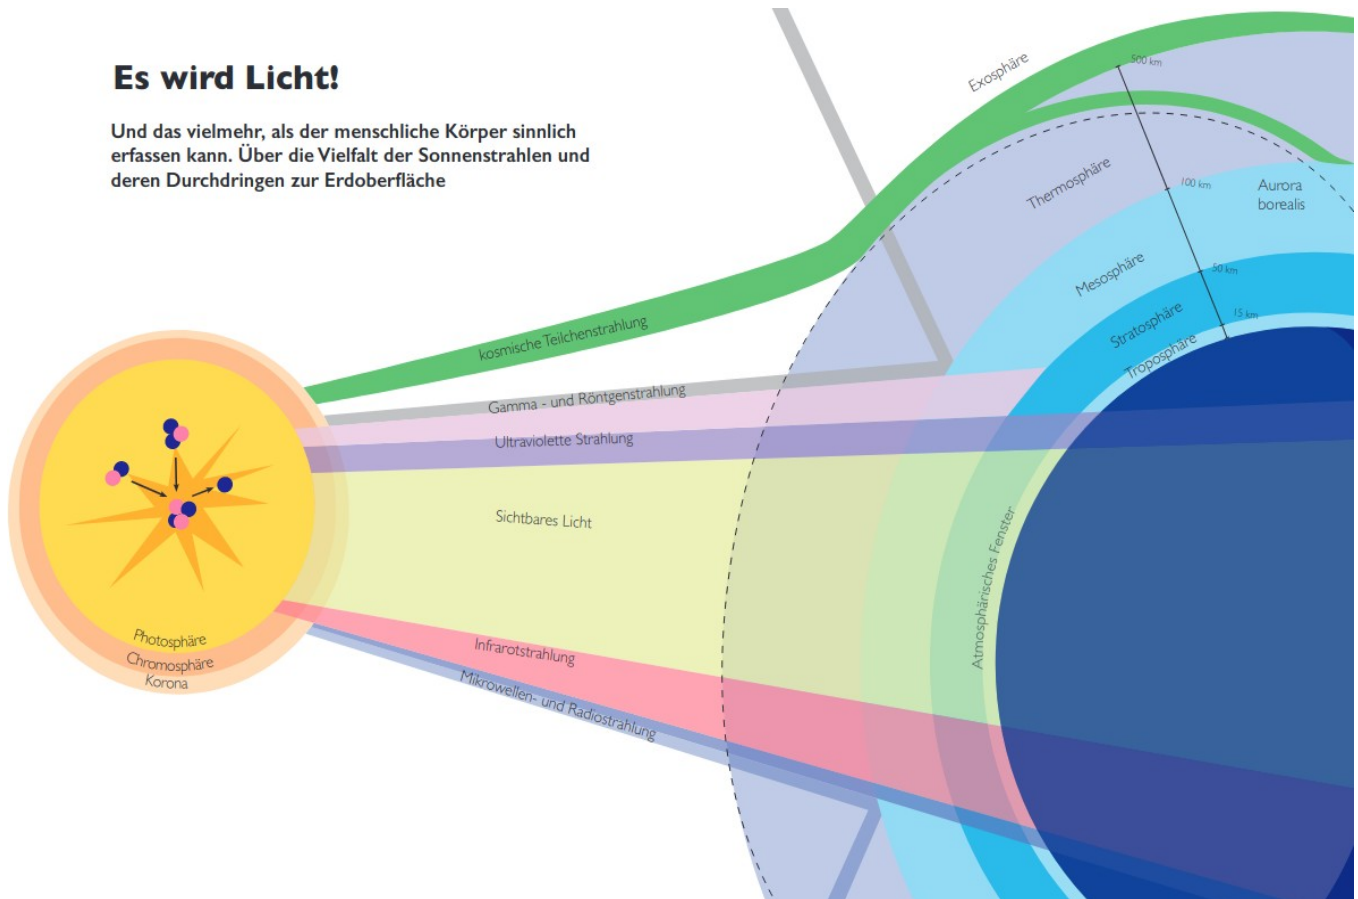 Es wird Licht!
Und das vielmehr, als der menschliche Körper sinnlich
erfassen kann. Über die Vielfalt der Sonnenstrahlen und
deren Durchdringen zur Erdoberfläche
Exosphäre
500 km
Thermosphäre
100 km
Aurora
borealis
Mesosphäre
50 km
Stratosphäre
15 km
Troposphäre
kosmische Teilchenstrahlung
Gamma - und Röntgenstrahlung
Ultraviolette Strahlung
Sichtbares Licht
Atmosphärisches Fenster
Infrarotstrahlung
Mikrowellen- und Radiostrahlung
Photosphäre
Chromosphäre
Korona